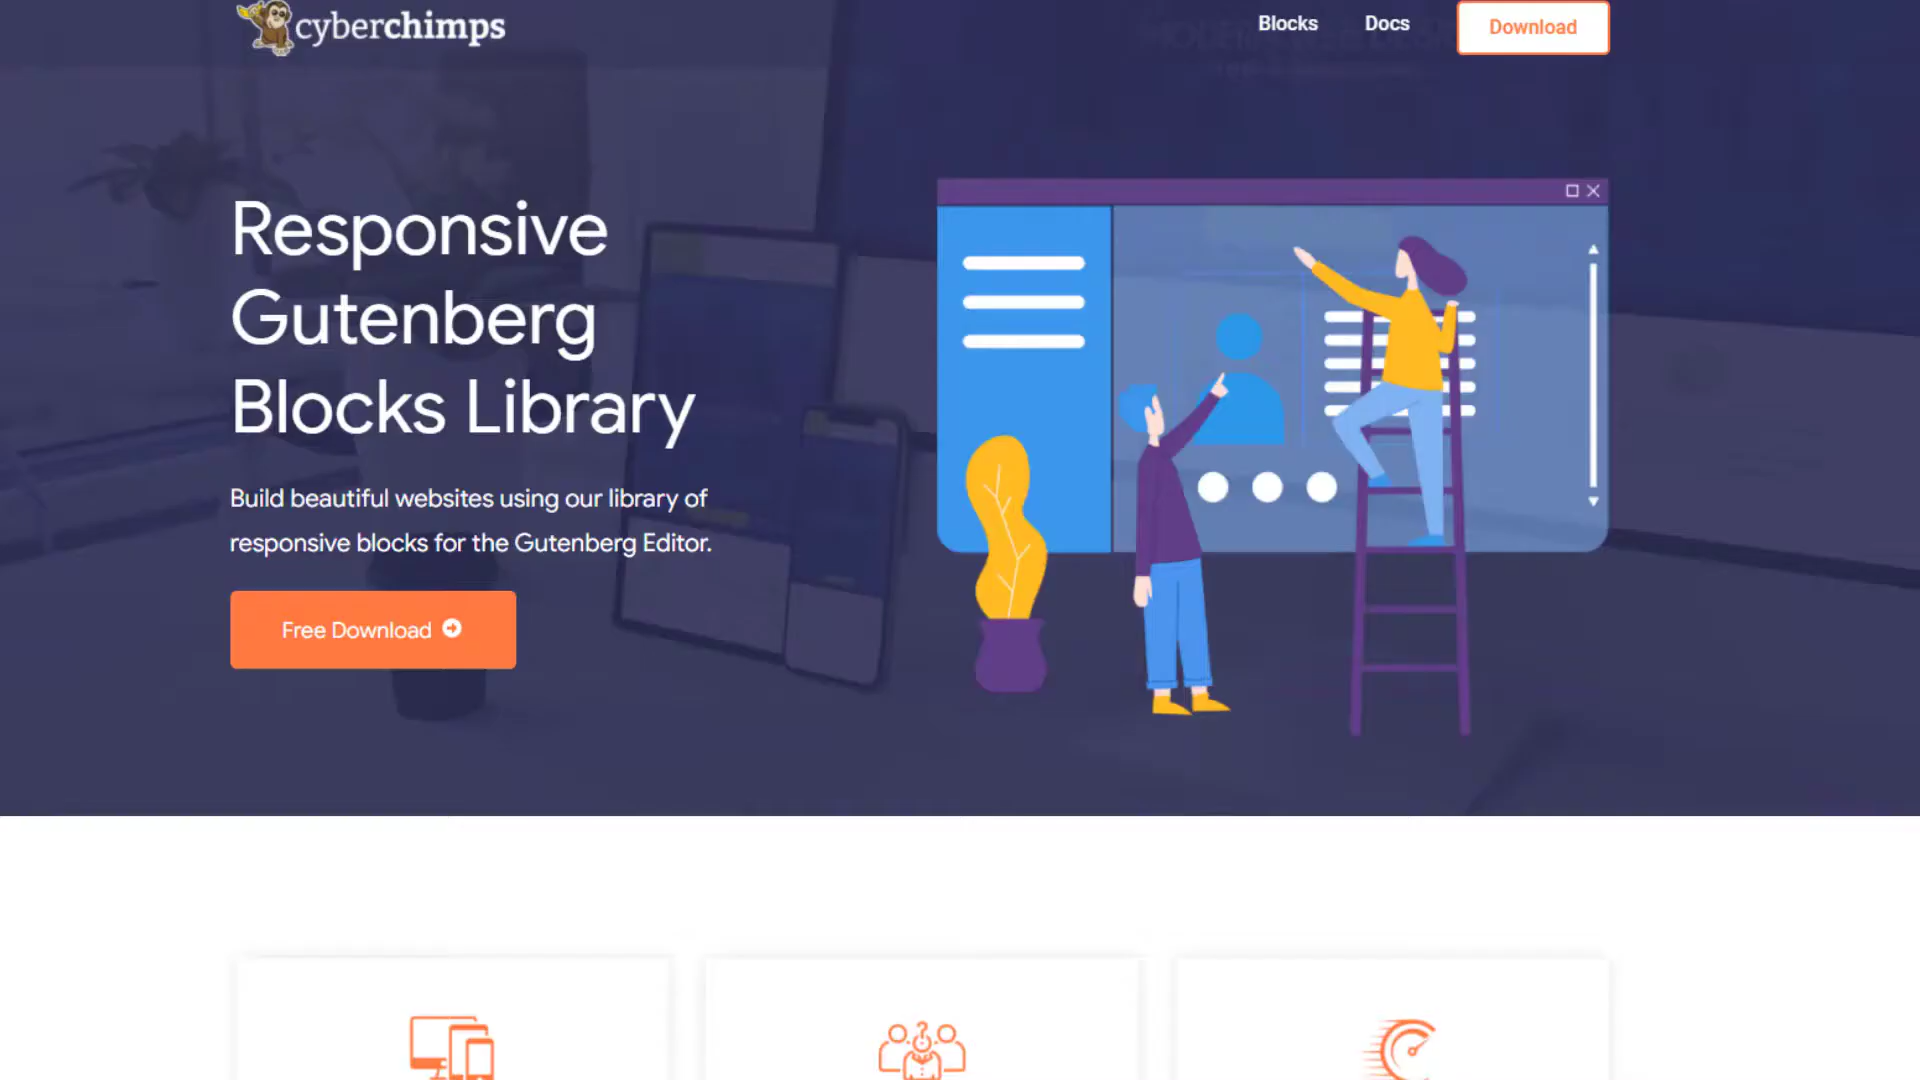 cyberchimps
Blocks
Docs
Download
Responsive
Gutenberg
Blocks Library
Build beautiful websites using our library of
responsive blocks for the Gutenberg Editor.
Free Download